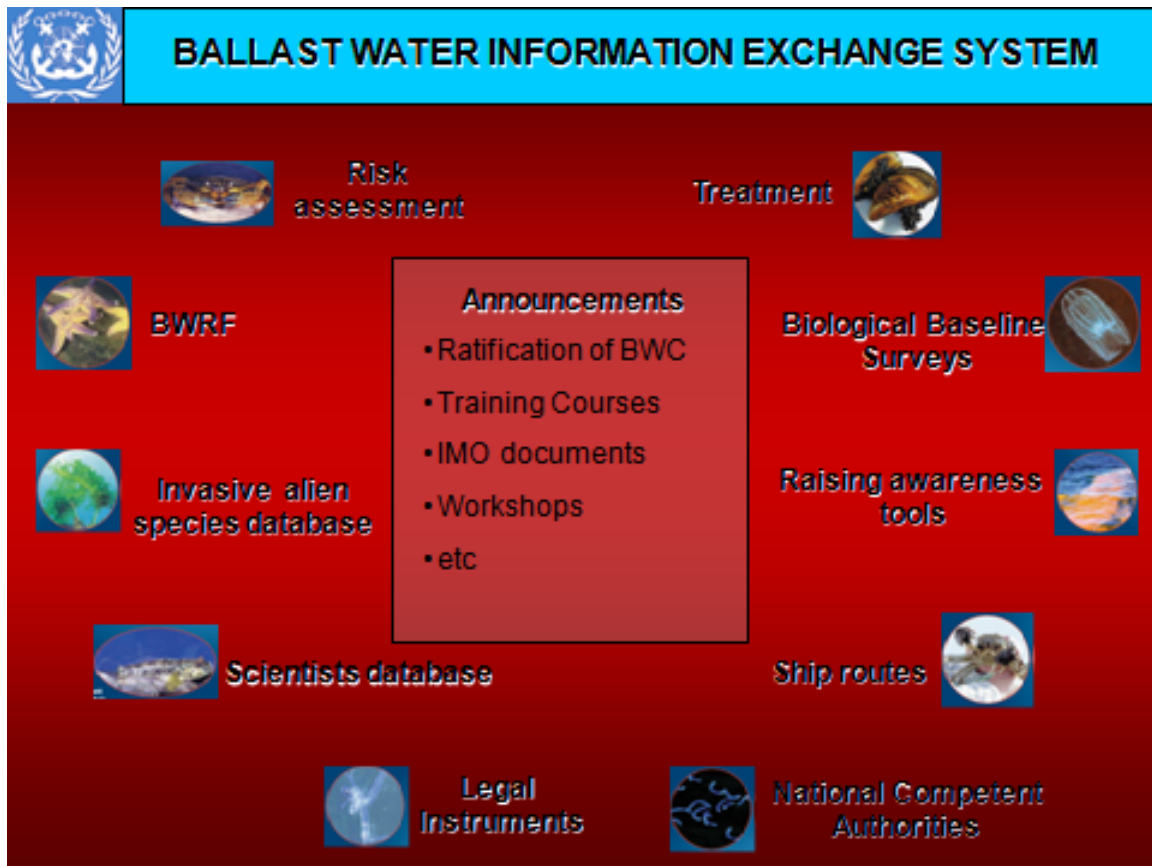 BALLAST WATER INFORMATION EXCHANGE SYSTEM
Risk
assessment
Treatment
BWRF
Announcements
• Ratification of BWC
• Training Courses
• IMO documents
• Workshops
• etc
Biological Baseline
Surveys
Invasive alien
species database
Raising awareness
tools
Scientists database
Ship routes
Legal
Instruments
National Competent
Authorities